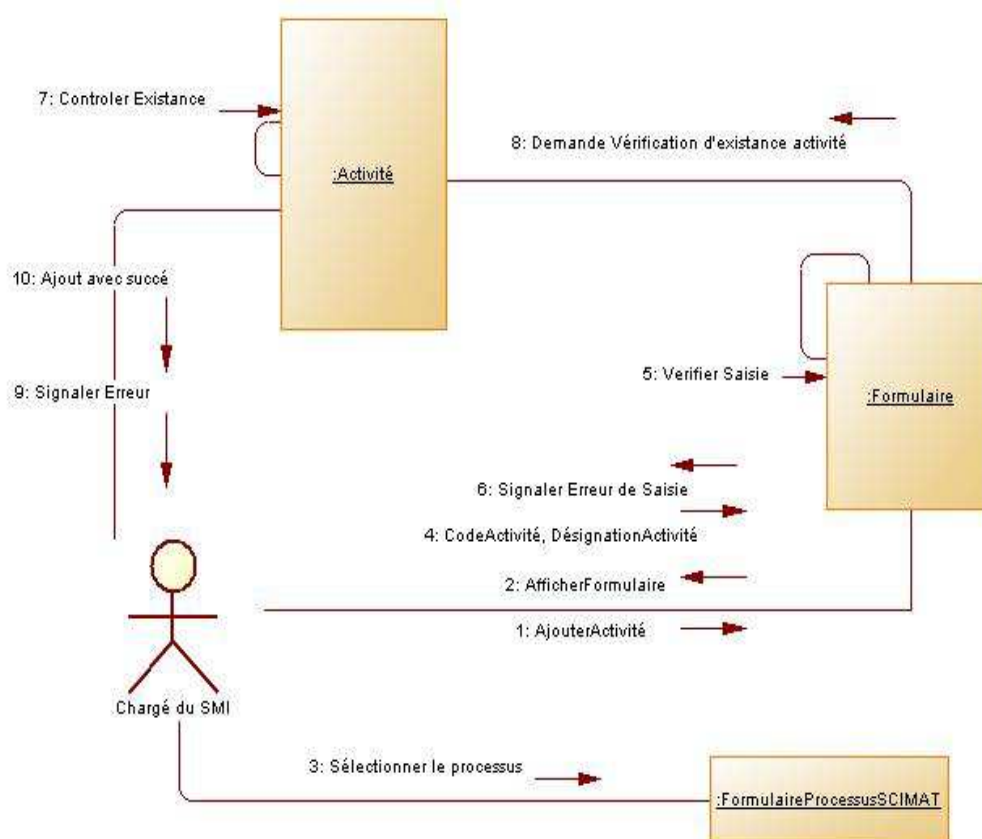 7: Controler Existance
8: Demande Vérification d'existance activité
:Activité
10: Ajout avec succé
5: Verifier Saisie
9: Signaler Erreur
:Formulaire
6: Signaler Erreur de Saisie
4: CodeActivité, DésignationActivité
2: AfficherFormulaire
1: AjouterActivité
Chargé du SMI
3: Sélectionner le processus
:FormulaireProcessusSCIMAT